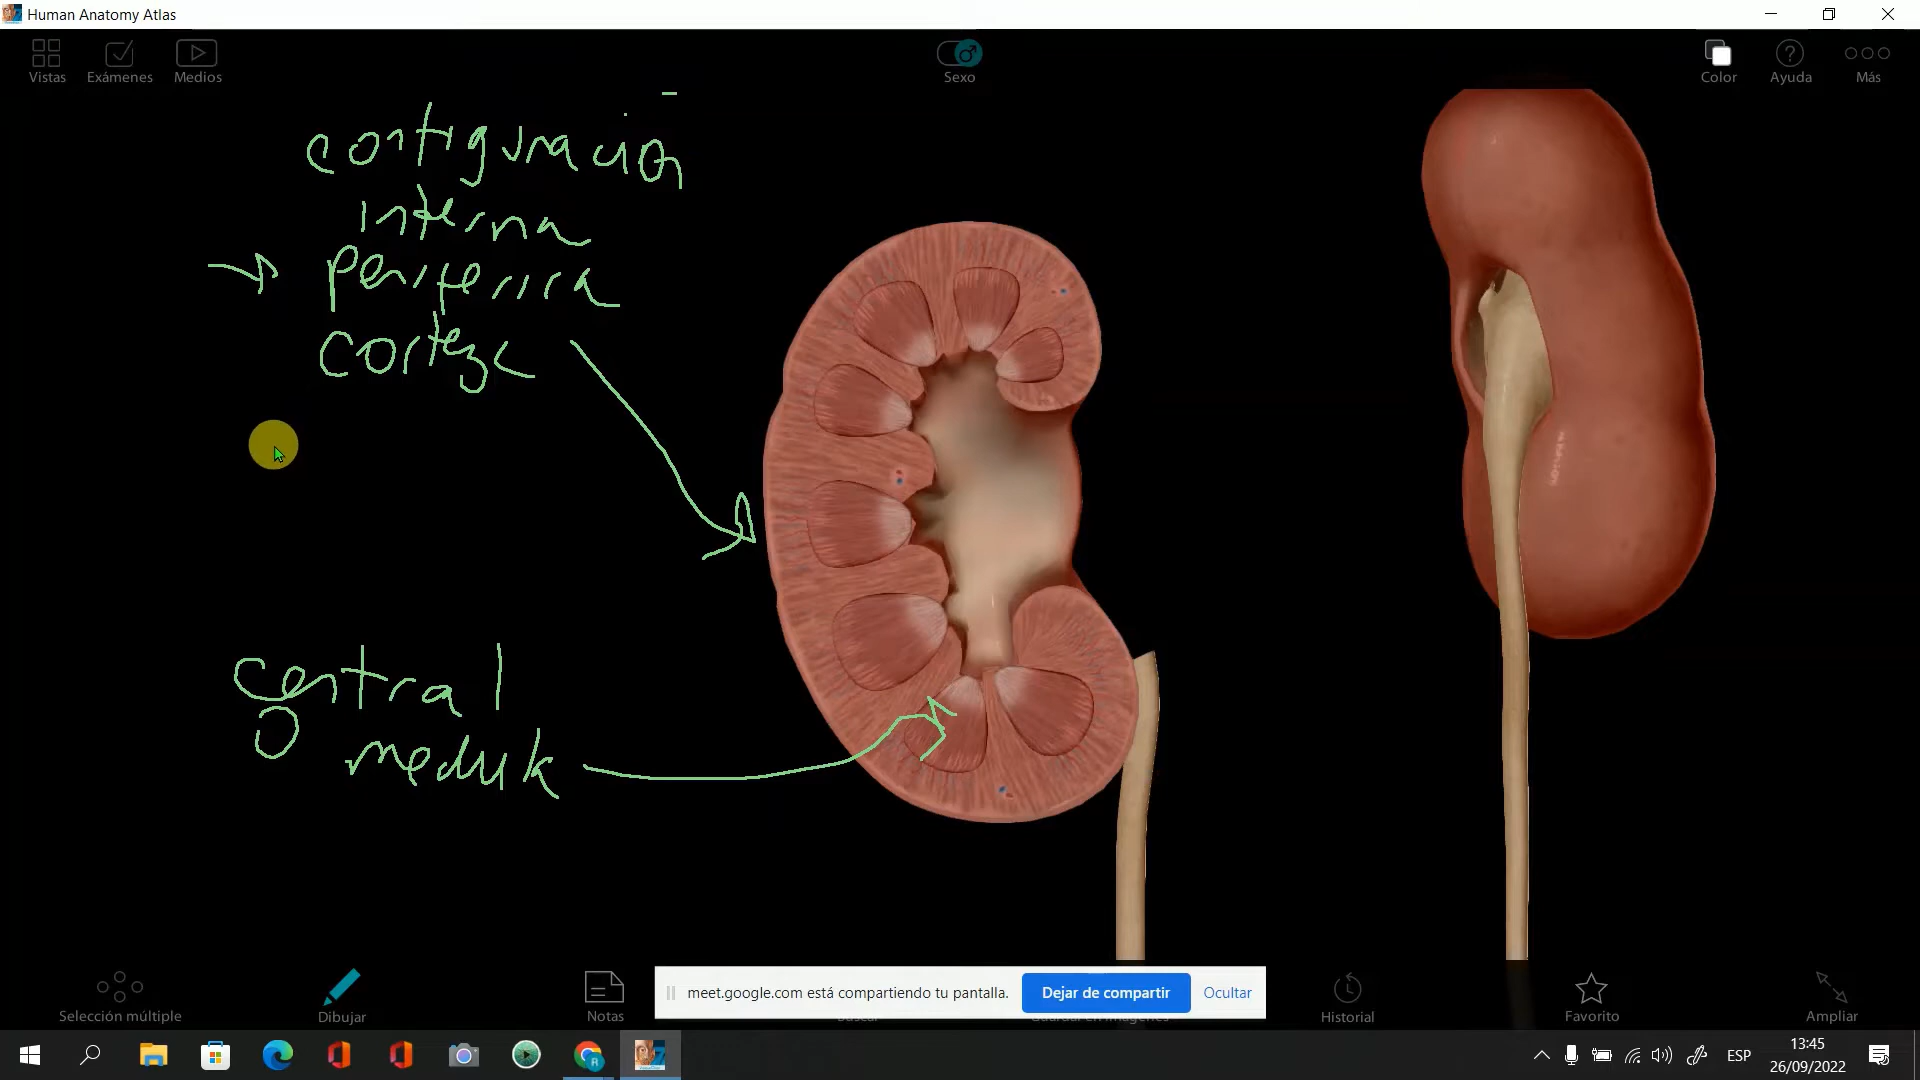 Human Anatomy Atlas
Vistas
Exámenes
Medios
Sexo
Color
Ayuda
Más
configuración
interna
periferica
corteza
central
o
medula
Selección múltiple
Dibujar
Notas
meet.google.com está compartiendo tu pantalla.
Dejar de compartir
Ocultar
Historial
Favorito
Ampliar
ESP
13:45
26/09/2022